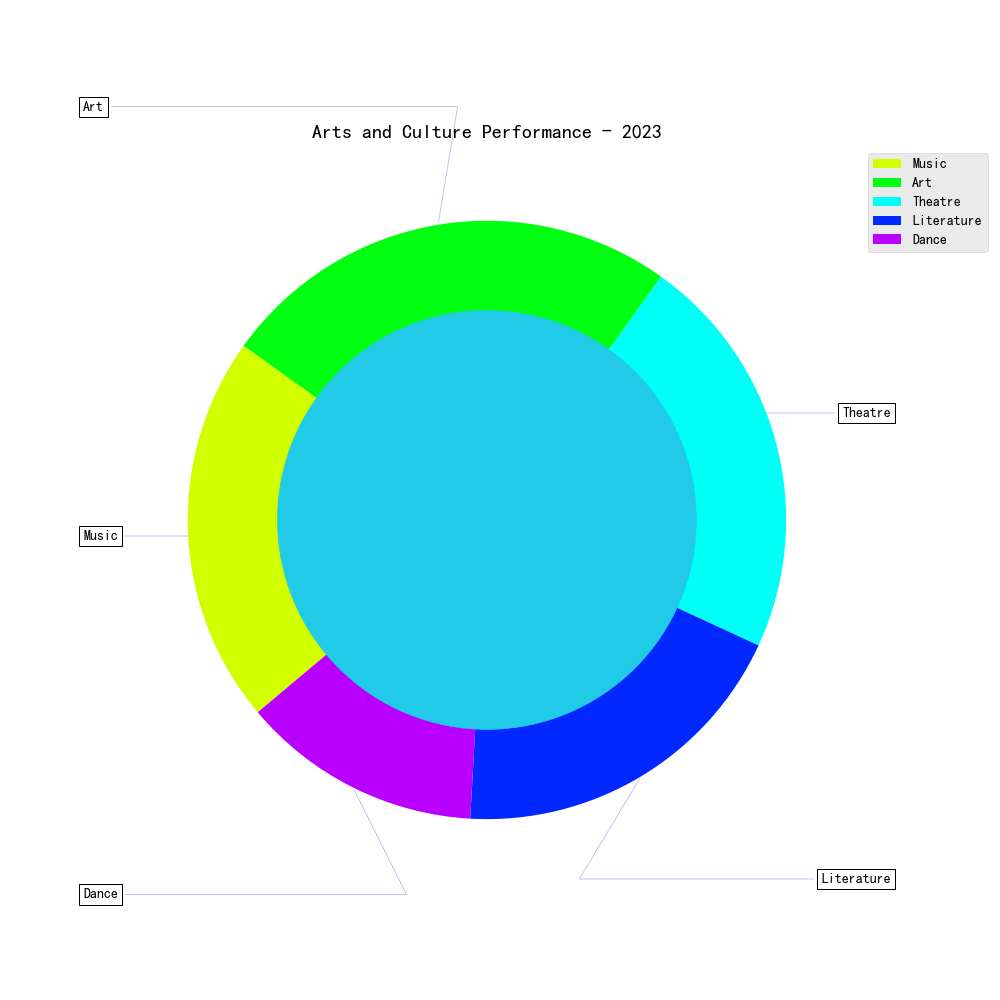 Art
Arts and Culture Performance - 2023
Music
Art
Theatre
Literature
Dance
Theatre
Music
Literature
Dance